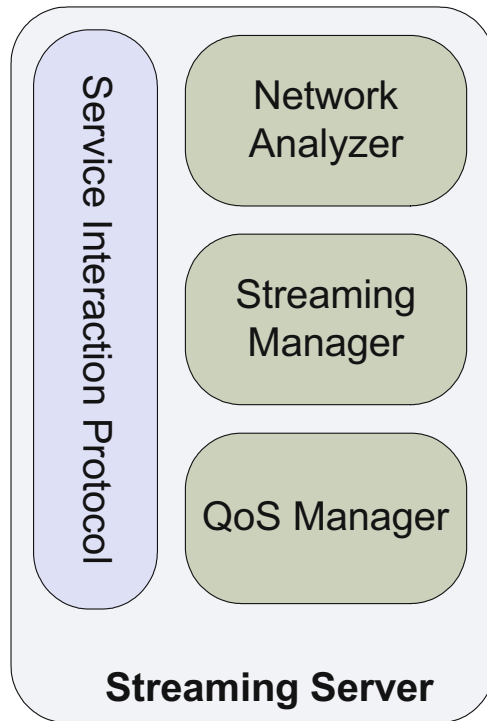 Service Interaction Protocol
Network
Analyzer
Streaming
Manager
QoS Manager
Streaming Server